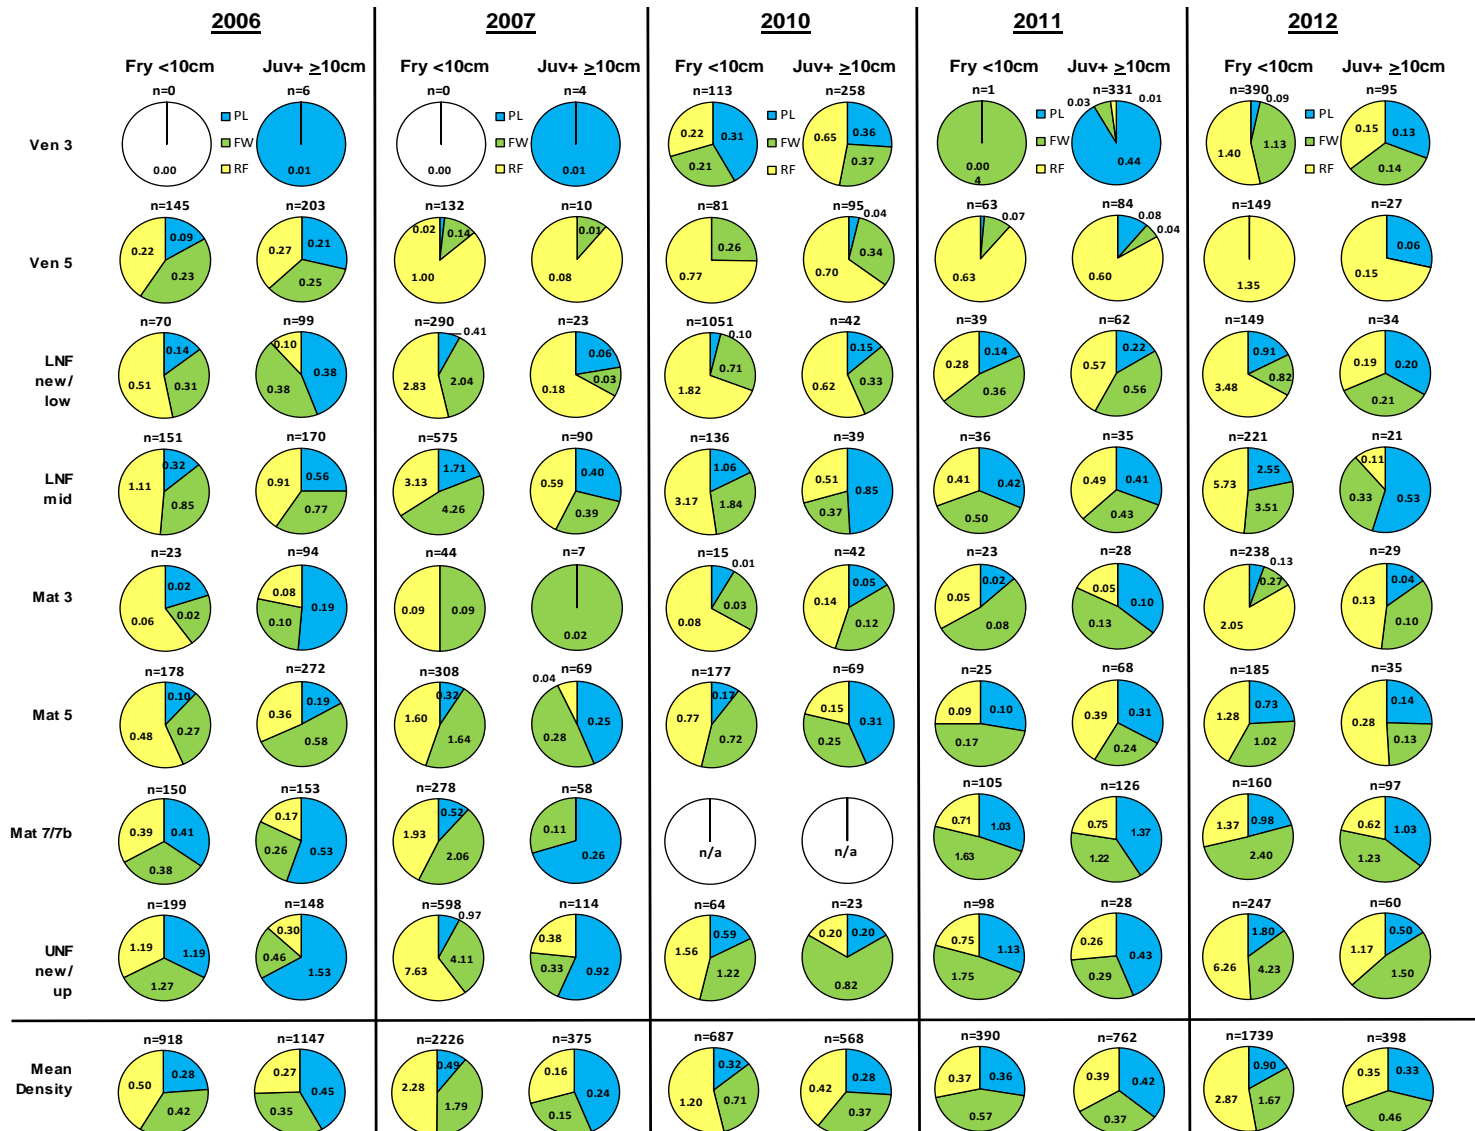 2006 2007 2010 2011 2012
Fry <10cm Juv+ ≥10cm Fry <10cm Juv+ ≥10cm Fry <10cm Juv+ ≥10cm Fry <10cm Juv+ ≥10cm Fry <10cm Juv+ ≥10cm
n=0 n=6 n=0 n=4 n=113 n=258 n=1 n=331 n=390 n=95
Ven 3
PL FW RF PL FW RF PL FW RF PL FW RF PL FW RF
0.00 0.01 0.00 0.01 0.22 0.31 0.21 0.65 0.36 0.37 0.00 4 0.03 0.01 0.44 0.09 1.40 1.13 0.15 0.13 0.14
n=145 n=203 n=132 n=10 n=81 n=95 n=63 n=84 n=149 n=27
Ven 5
0.22 0.09 0.23 0.27 0.21 0.25 0.02 0.14 1.00 0.01 0.08 0.26 0.77 0.04 0.34 0.70 0.07 0.63 0.08 0.04 0.60 1.35 0.06 0.15
n=70 n=99 n=290 n=23 n=1051 n=42 n=39 n=62 n=149 n=34
LNF
new/
low
0.14 0.51 0.31 0.10 0.38 0.38 0.41 2.83 2.04 0.06 0.03 0.18 0.10 0.71 1.82 0.15 0.62 0.33 0.28 0.14 0.36 0.57 0.22 0.56 0.91 0.82 3.48 0.19 0.20 0.21
n=151 n=170 n=575 n=90 n=136 n=39 n=36 n=35 n=221 n=21
LNF
mid
0.32 1.11 0.85 0.91 0.56 0.77 1.71 3.13 4.26 0.40 0.59 0.39 1.06 3.17 1.84 0.51 0.85 0.37 0.41 0.42 0.50 0.49 0.41 0.43 2.55 5.73 3.51 0.11 0.33 0.53
n=23 n=94 n=44 n=7 n=15 n=42 n=23 n=28 n=238 n=29
Mat 3
0.02 0.02 0.06 0.08 0.19 0.10 0.09 0.09 0.02 0.01 0.03 0.08 0.05 0.14 0.12 0.02 0.05 0.08 0.05 0.10 0.13 0.13 0.27 2.05 0.04 0.13 0.10
n=178 n=272 n=308 n=69 n=177 n=69 n=25 n=68 n=185 n=35
Mat 5
0.10 0.48 0.27 0.36 0.19 0.58 0.32 1.60 1.64 0.04 0.25 0.28 0.17 0.77 0.72 0.15 0.31 0.25 0.09 0.10 0.17 0.39 0.31 0.24 0.73 1.28 1.02 0.14 0.28 0.13
n=150 n=153 n=278 n=58 n=105 n=126 n=160 n=97
Mat 7/7b
0.39 0.41 0.38 0.17 0.26 0.53 0.52 1.93 2.06 0.11 0.26 n/a n/a 0.71 1.03 1.63 0.75 1.37 1.22 1.37 0.98 2.40 0.62 1.03 1.23
n=199 n=148 n=598 n=114 n=64 n=23 n=98 n=28 n=247 n=60
UNF
new/
up
1.19 1.19 1.27 0.30 0.46 1.53 0.97 4.11 7.63 0.38 0.92 0.33 0.59 1.56 1.22 0.20 0.20 0.82 0.75 1.13 1.75 0.26 0.43 0.29 1.80 6.26 4.23 0.50 1.17 1.50
n=918 n=1147 n=2226 n=375 n=687 n=568 n=390 n=762 n=1739 n=398
Mean
Density
0.50 0.28 0.42 0.27 0.45 0.35 0.49 2.28 1.79 0.16 0.24 0.15 0.32 1.20 0.71 0.42 0.28 0.37 0.37 0.36 0.57 0.39 0.42 0.37 0.90 2.87 1.67 0.35 0.33 0.46